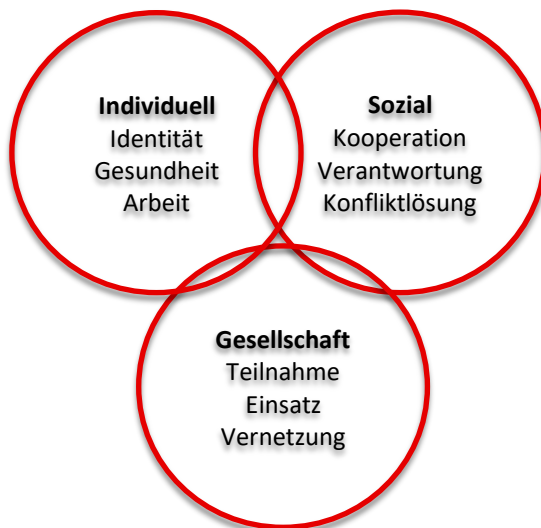 Individuell
Identität
Gesundheit
Arbeit
Sozial
Kooperation
Verantwortung
Konfliktlösung
Gesellschaft
Teilnahme
Einsatz
Vernetzung